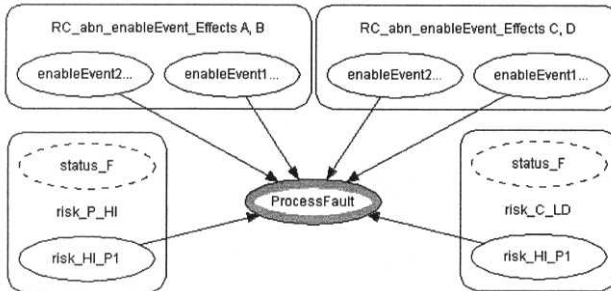 RC_abn_enableEvent_Effects A, B
RC_abn_enableEvent_Effects C, D
enableEvent2...
enableEvent1...
enableEvent2...
enableEvent1...
status_F
risk_P_HI
risk_HI_P1
ProcessFault
status_F
risk_C_LD
risk_HI_P1